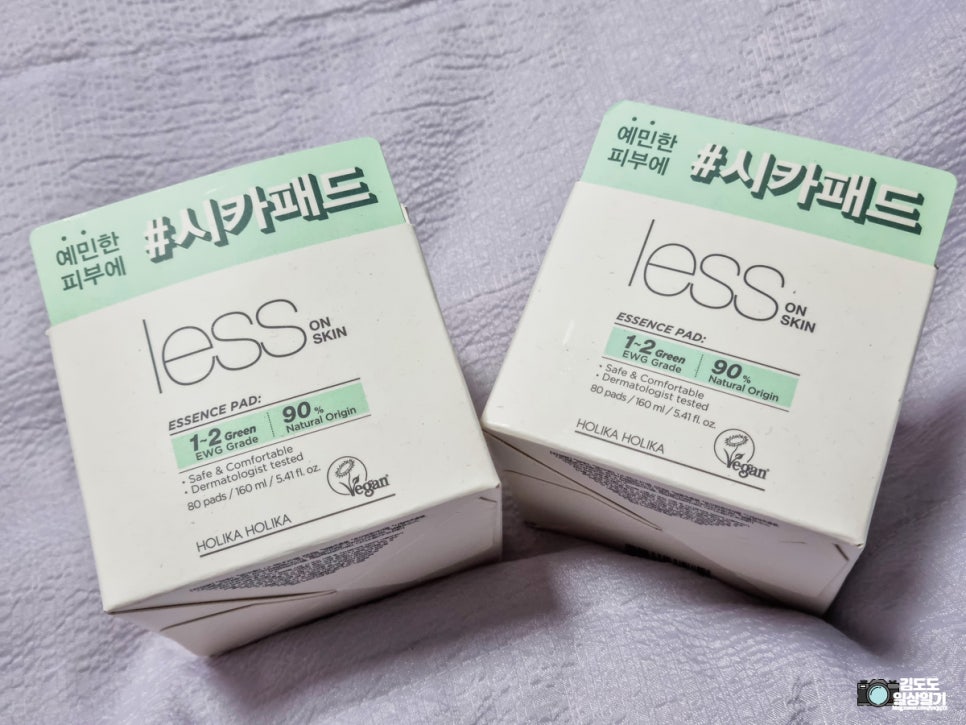 예민한
피부에
#시카패드
less ON
SKIN
ESSENCE PAD:
1~2 Green
EWG Grade
90%
Natural Origin
• Safe & Comfortable
• Dermatologist tested
80 pads / 160 ml / 5.41 fl. oz.
Vegan
HOLIKA HOLIKA
예민한
피부에
#시카패드
less ON
SKIN
ESSENCE PAD:
1~2 Green
EWG Grade
90%
Natural Origin
• Safe & Comfortable
• Dermatologist tested
80 pads / 160 ml / 5.41 fl. oz.
HOLIKA HOLIKA
Vegan
김도도
일상일기